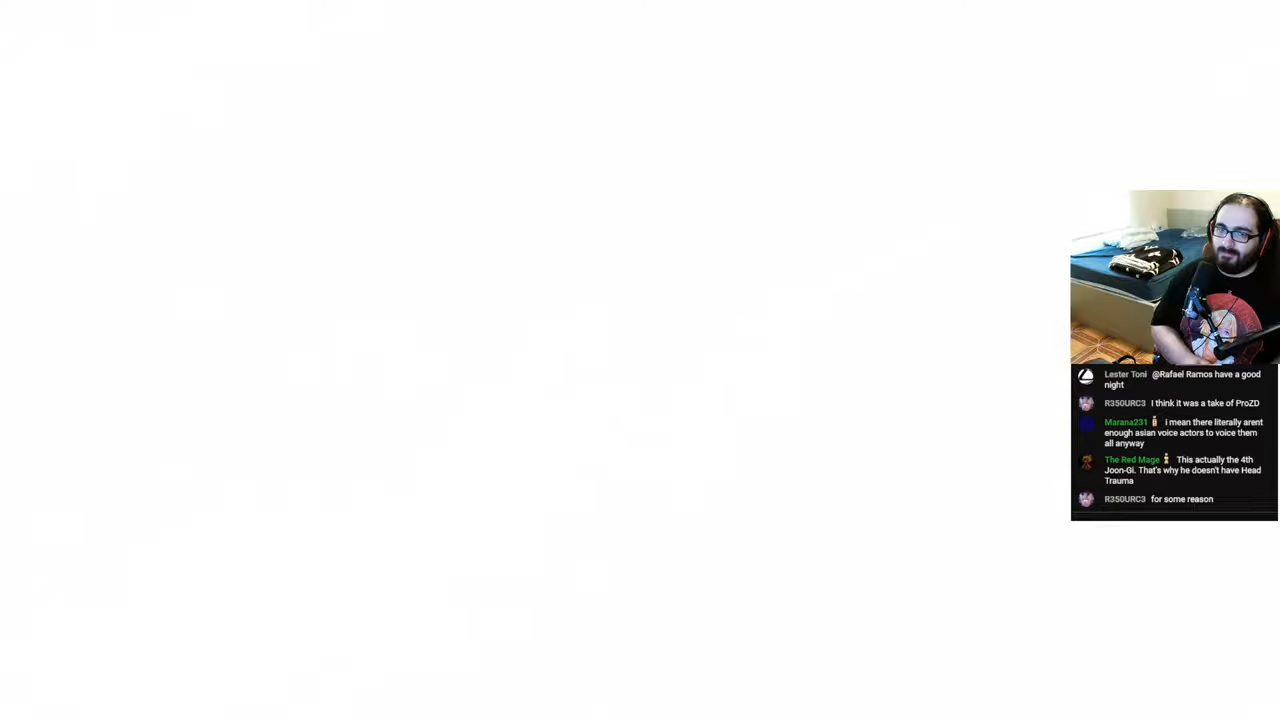 Lester Toni @Rafael Ramos have a good
night
R350URC3 I think it was a take of ProZD
Marana231 i mean there literally arent
enough asian voice actors to voice them
all anyway
The Red Mage This actually the 4th
Joon-Gi. That's why he doesn't have Head
Trauma
R350URC3 for some reason